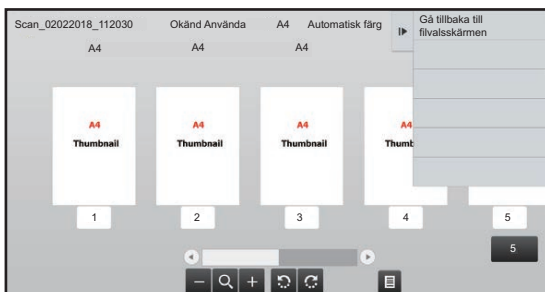 Scan_02022018_112030 Okänd Använda A4 Automatisk färg
Gå tillbaka till
filvalsskärmen
A4 A4 A4
A4 A4 A4 A4
Thumbnail Thumbnail Thumbnail Thumb
1 2 3 4 5
5